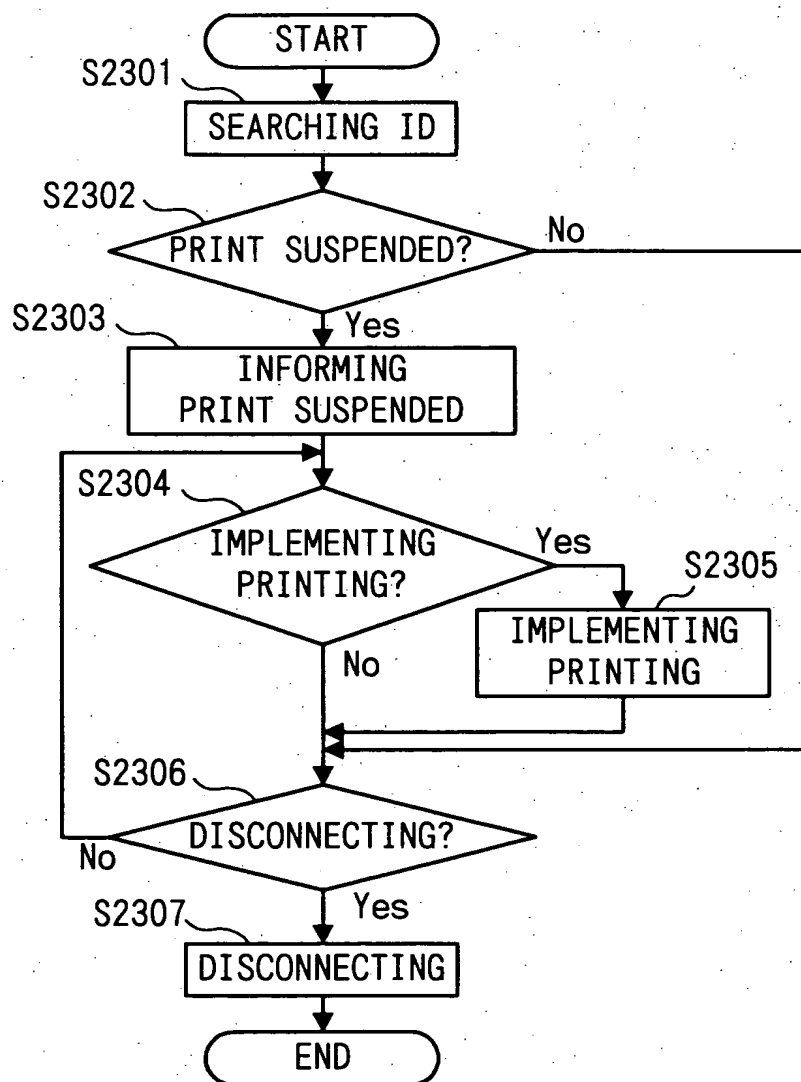 START
S2301
SEARCHING ID
S2302
PRINT SUSPENDED?
No
Yes
S2303
INFORMING
PRINT SUSPENDED
S2304
IMPLEMENTING
PRINTING?
Yes
S2305
IMPLEMENTING
PRINTING
No
S2306
DISCONNECTING?
No
Yes
S2307
DISCONNECTING
END